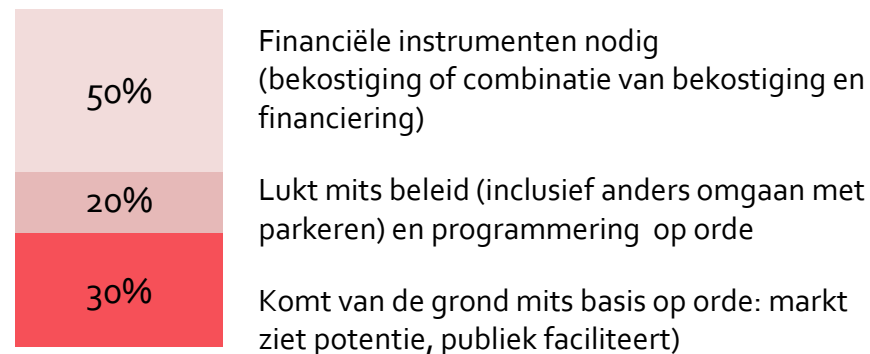 50%
Financiële instrumenten nodig
(bekostiging of combinatie van bekostiging en
financiering)
20%
Lukt mits beleid (inclusief anders omgaan met
parkeren) en programmering op orde
30%
Komt van de grond mits basis op orde: markt
ziet potentie, publiek faciliteert)